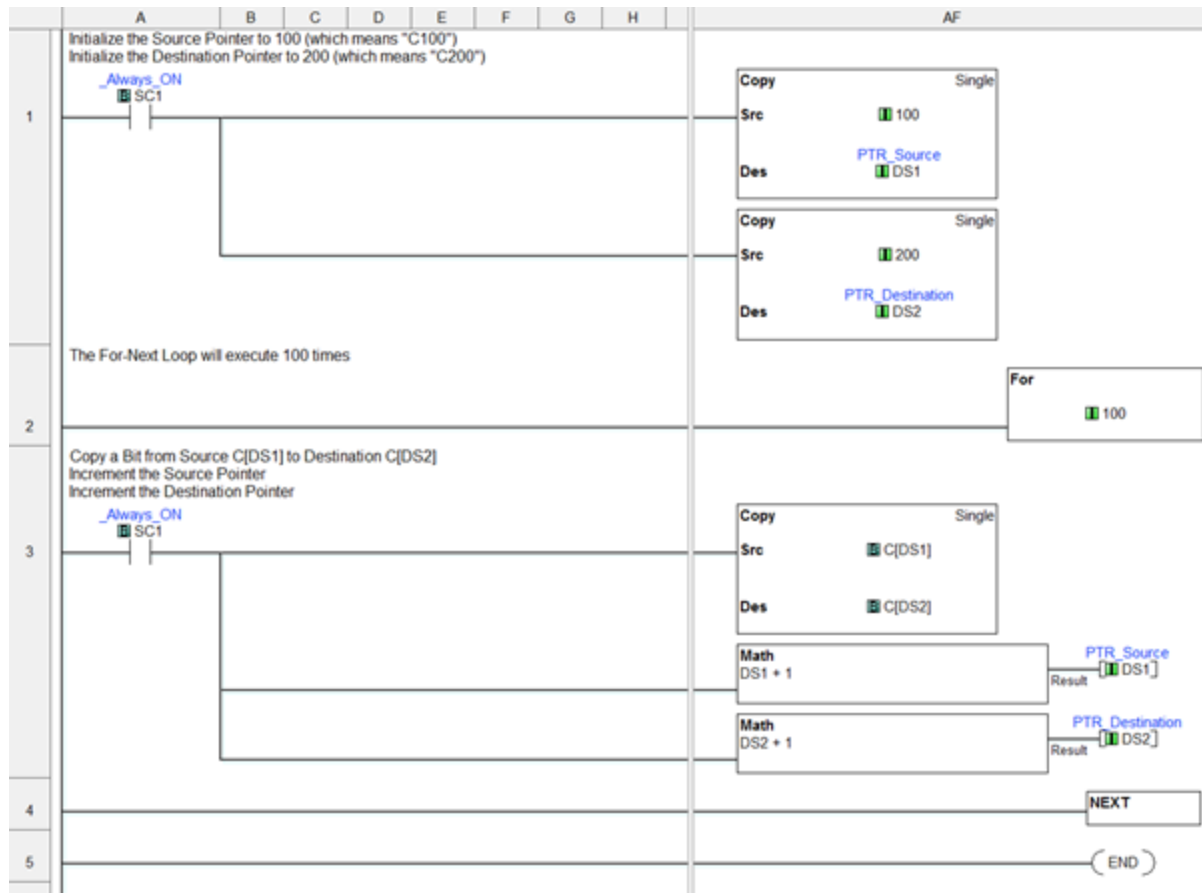 A B C D E F G H AF
Initialize the Source Pointer to 100 (which means "C100")
Initialize the Destination Pointer to 200 (which means "C200")
_Always_ON
SC1
1
Copy Single
Src 100
PTR_Source
Des DS1
Copy Single
Src 200
PTR_Destination
Des DS2
The For-Next Loop will execute 100 times
For
100
2
Copy a Bit from Source C[DS1] to Destination C[DS2]
Increment the Source Pointer
Increment the Destination Pointer
_Always_ON
SC1
3
Copy Single
Src C[DS1]
Des C[DS2]
Math
DS1 + 1
PTR_Source
Result DS1
Math
DS2 + 1
PTR_Destination
Result DS2
4
NEXT
5
END